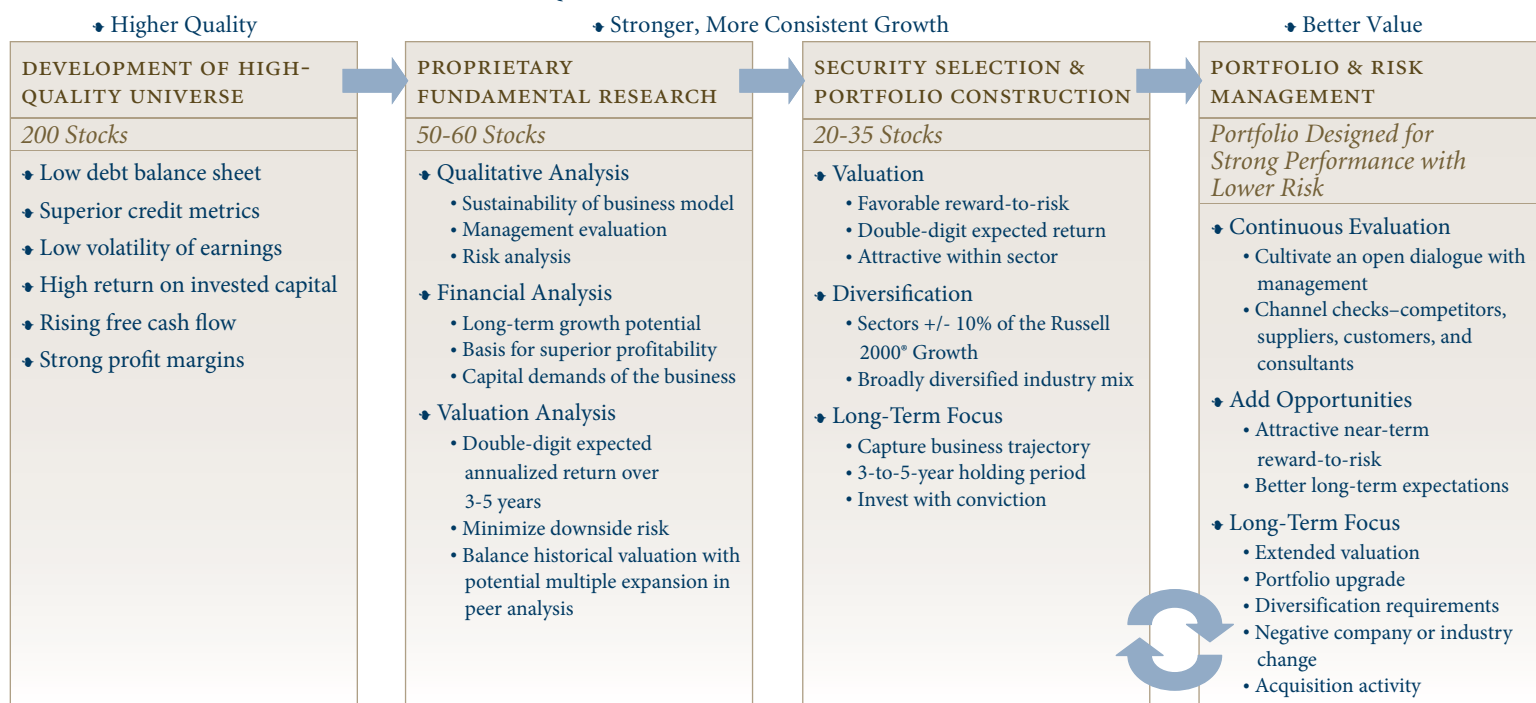 Higher Quality
Stronger, More Consistent Growth
Better Value
DEVELOPMENT OF HIGH-
QUALITY UNIVERSE
200 Stocks
Low debt balance sheet
Superior credit metrics
Low volatility of earnings
High return on invested capital
Rising free cash flow
Strong profit margins
PROPRIETARY
FUNDAMENTAL RESEARCH
50-60 Stocks
Qualitative Analysis
• Sustainability of business model
• Management evaluation
• Risk analysis
Financial Analysis
• Long-term growth potential
• Basis for superior profitability
• Capital demands of the business
Valuation Analysis
• Double-digit expected
annualized return over
3-5 years
• Minimize downside risk
• Balance historical valuation with
potential multiple expansion in
peer analysis
SECURITY SELECTION &
PORTFOLIO CONSTRUCTION
20-35 Stocks
Valuation
• Favorable reward-to-risk
• Double-digit expected return
• Attractive within sector
Diversification
• Sectors +/- 10% of the Russell
2000® Growth
• Broadly diversified industry mix
Long-Term Focus
• Capture business trajectory
• 3-to-5-year holding period
• Invest with conviction
PORTFOLIO & RISK
MANAGEMENT
Portfolio Designed for
Strong Performance with
Lower Risk
Continuous Evaluation
• Cultivate an open dialogue with
management
• Channel checks–competitors,
suppliers, customers, and
consultants
Add Opportunities
• Attractive near-term
reward-to-risk
• Better long-term expectations
Long-Term Focus
• Extended valuation
• Portfolio upgrade
• Diversification requirements
• Negative company or industry
change
• Acquisition activity